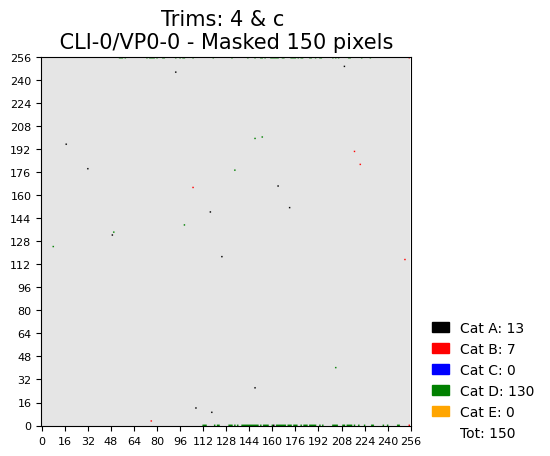 Trims: 4 & c
CLI-0/VP0-0 - Masked 150 pixels
256
240
224
208
192
176
160
144
128
112
96
80
64
48
32
16
0
0 16 32 48 64 80 96 112 128 144 160 176 192 208 224 240 256
Cat A: 13
Cat B: 7
Cat C: 0
Cat D: 130
Cat E: 0
Tot: 150